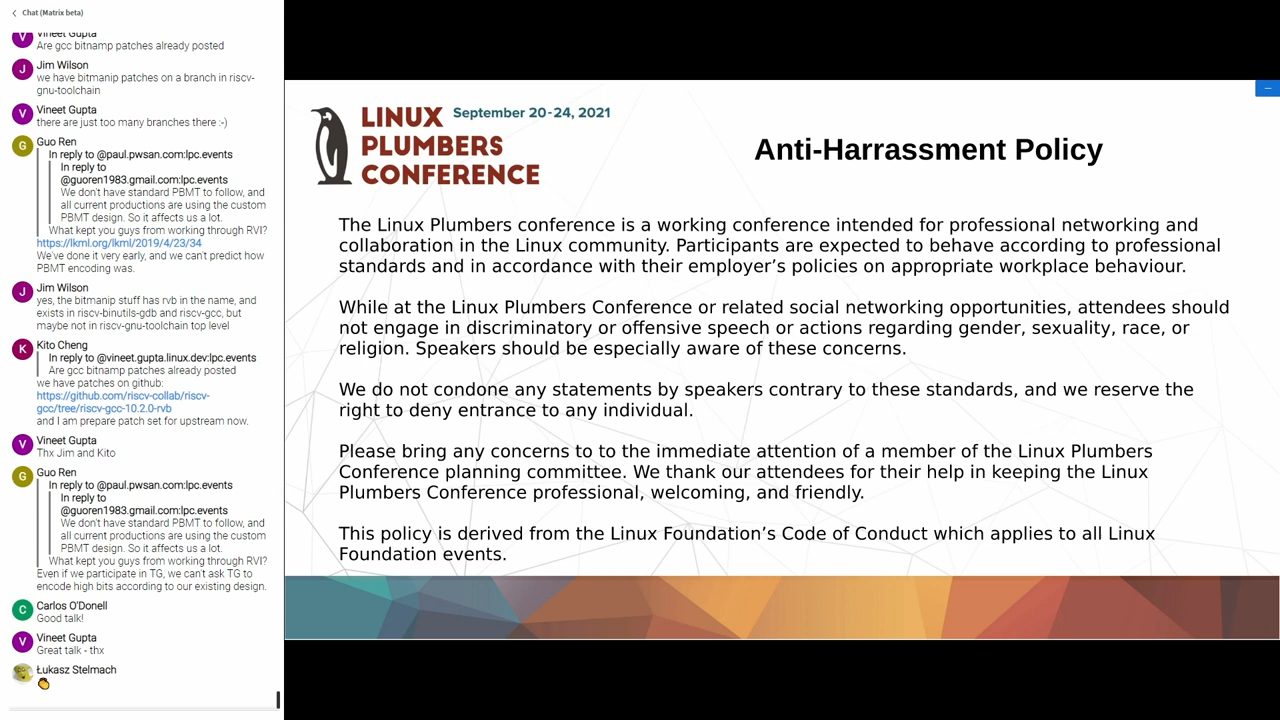 Chat (Matrix beta)
Vineet Gupta
Are gcc bitnamp patches already posted
J
Jim Wilson
we have bitmanip patches on a branch in riscv-
gnu-toolchain
V
Vineet Gupta
there are just too many branches there :-)
G
Guo Ren
In reply to @paul.pwsan.com:lpc.events
In reply to
@guoren1983.gmail.com:lpc.events
We don't have standard PBMT to follow, and
all current productions are using the custom
PBMT design. So it affects us a lot.
What kept you guys from working through RVI?
https://lkml.org/lkml/2019/4/23/34
We've done it very early, and we can't predict how
PBMT encoding was.
J
Jim Wilson
yes, the bitmanip stuff has rvb in the name, and
exists in riscv-binutils-gdb and riscv-gcc, but
maybe not in riscv-gnu-toolchain top level
K
Kito Cheng
In reply to @vineet.gupta.linux.dev:lpc.events
Are gcc bitnamp patches already posted
we have patches on github:
https://github.com/riscv-collab/riscv-
gcc/tree/riscv-gcc-10.2.0-rvb
and I am prepare patch set for upstream now.
V
Vineet Gupta
Thx Jim and Kito
G
Guo Ren
In reply to @paul.pwsan.com:lpc.events
In reply to
@guoren1983.gmail.com:lpc.events
We don't have standard PBMT to follow, and
all current productions are using the custom
PBMT design. So it affects us a lot.
What kept you guys from working through RVI?
Even if we participate in TG, we can't ask TG to
encode high bits according to our existing design.
C
Carlos O'Donell
Good talk!
V
Vineet Gupta
Great talk - thx
Łukasz Stelmach
👏
LINUX
PLUMBERS
CONFERENCE
September 20-24, 2021
Anti-Harrassment Policy
The Linux Plumbers conference is a working conference intended for professional networking and
collaboration in the Linux community. Participants are expected to behave according to professional
standards and in accordance with their employer's policies on appropriate workplace behaviour.
While at the Linux Plumbers Conference or related social networking opportunities, attendees should
not engage in discriminatory or offensive speech or actions regarding gender, sexuality, race, or
religion. Speakers should be especially aware of these concerns.
We do not condone any statements by speakers contrary to these standards, and we reserve the
right to deny entrance to any individual.
Please bring any concerns to to the immediate attention of a member of the Linux Plumbers
Conference planning committee. We thank our attendees for their help in keeping the Linux
Plumbers Conference professional, welcoming, and friendly.
This policy is derived from the Linux Foundation's Code of Conduct which applies to all Linux
Foundation events.